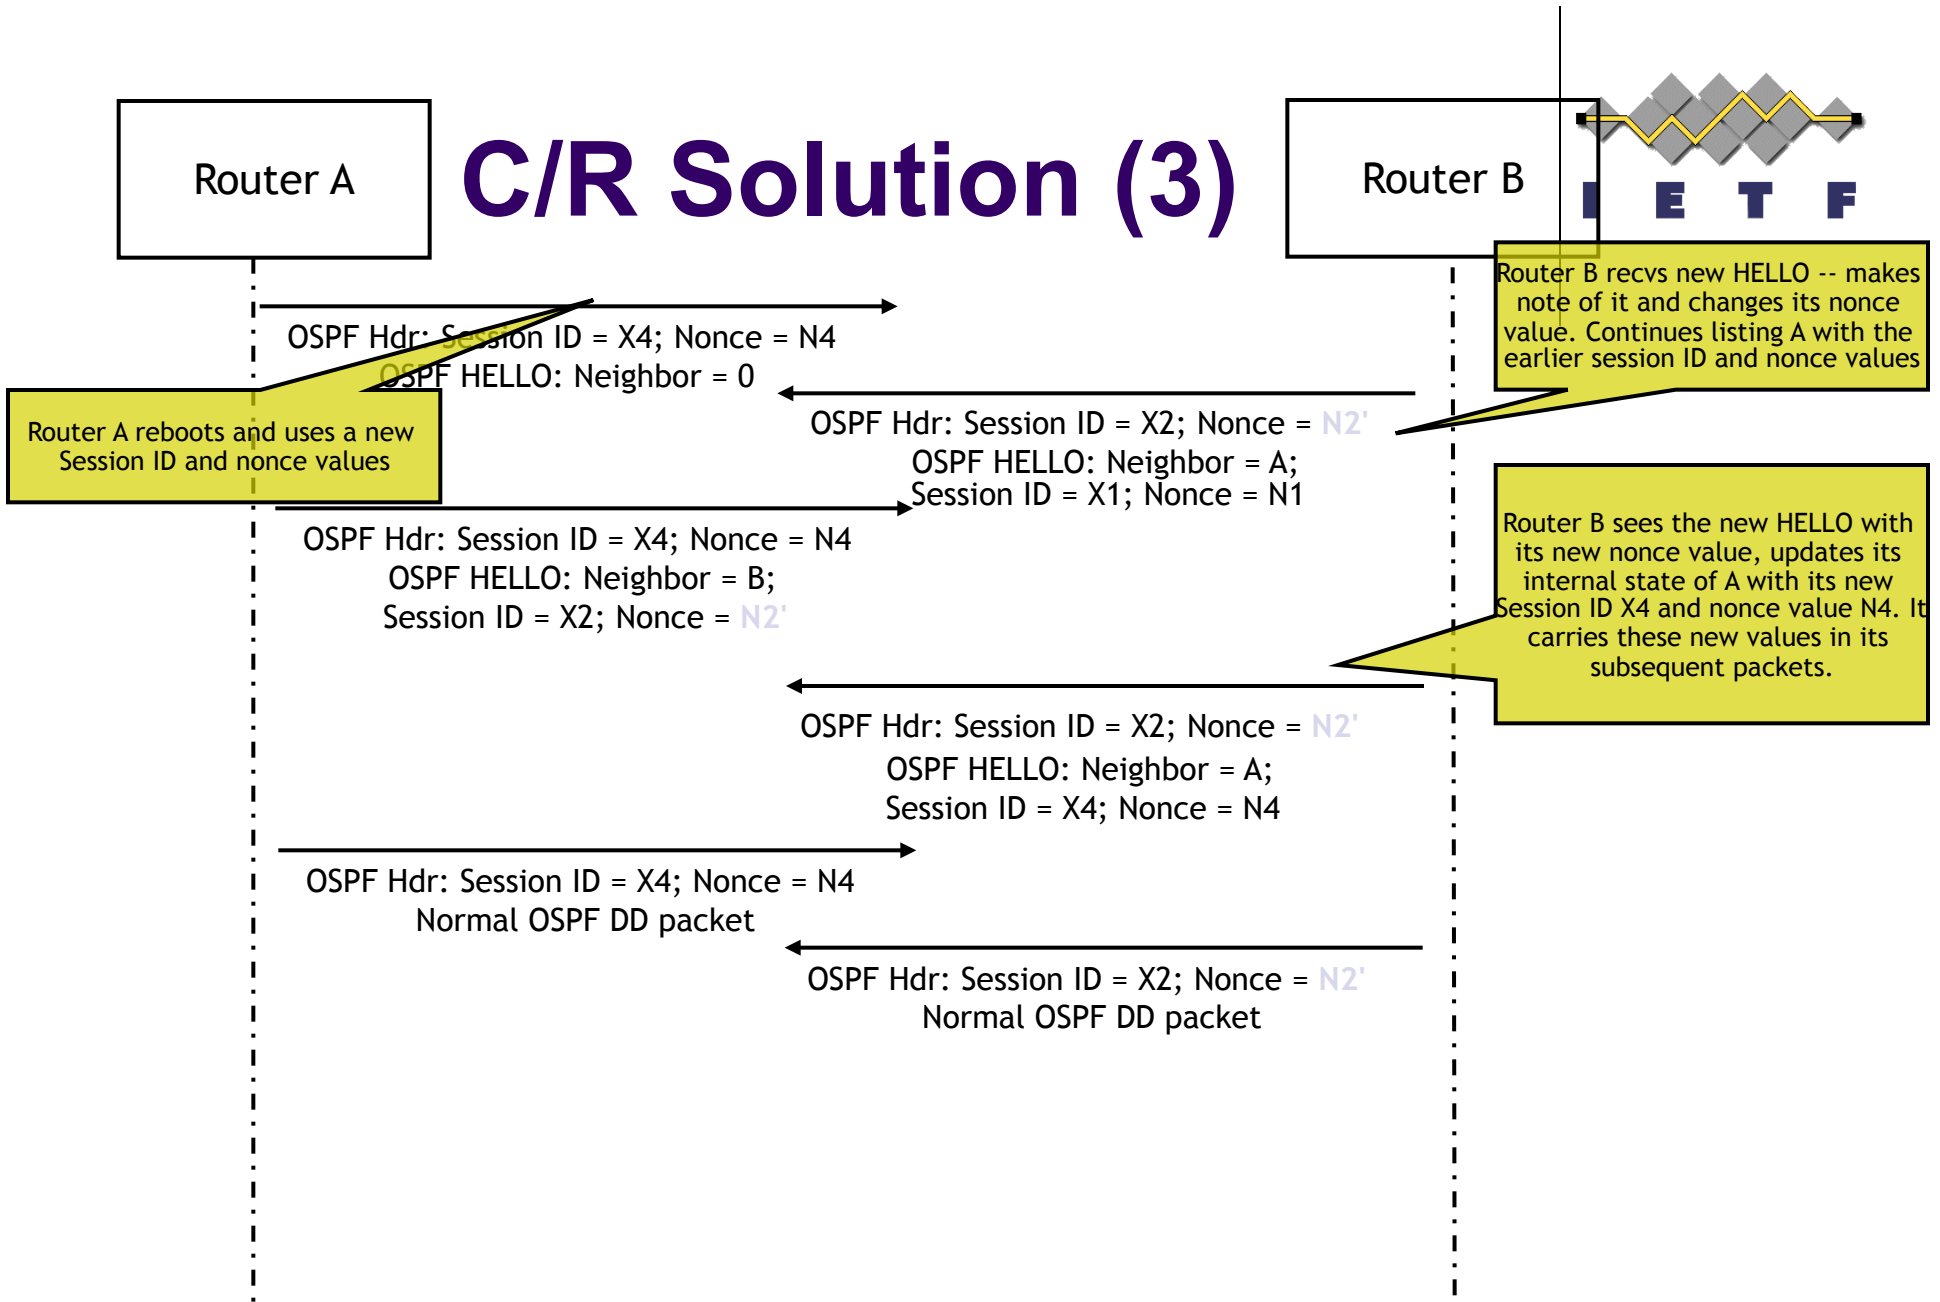 Router A
C/R Solution (3)
Router B
I E T F
OSPF Hdr: Session ID = X4; Nonce = N4
OSPF HELLO: Neighbor = 0
Router B recvs new HELLO -- makes
note of it and changes its nonce
value. Continues listing A with the
earlier session ID and nonce values
Router A reboots and uses a new
Session ID and nonce values
OSPF Hdr: Session ID = X2; Nonce = N2'
OSPF HELLO: Neighbor = A;
Session ID = X1; Nonce = N1
OSPF Hdr: Session ID = X4; Nonce = N4
OSPF HELLO: Neighbor = B;
Session ID = X2; Nonce = N2'
Router B sees the new HELLO with
its new nonce value, updates its
internal state of A with its new
Session ID X4 and nonce value N4. It
carries these new values in its
subsequent packets.
OSPF Hdr: Session ID = X2; Nonce = N2'
OSPF HELLO: Neighbor = A;
Session ID = X4; Nonce = N4
OSPF Hdr: Session ID = X4; Nonce = N4
Normal OSPF DD packet
OSPF Hdr: Session ID = X2; Nonce = N2'
Normal OSPF DD packet